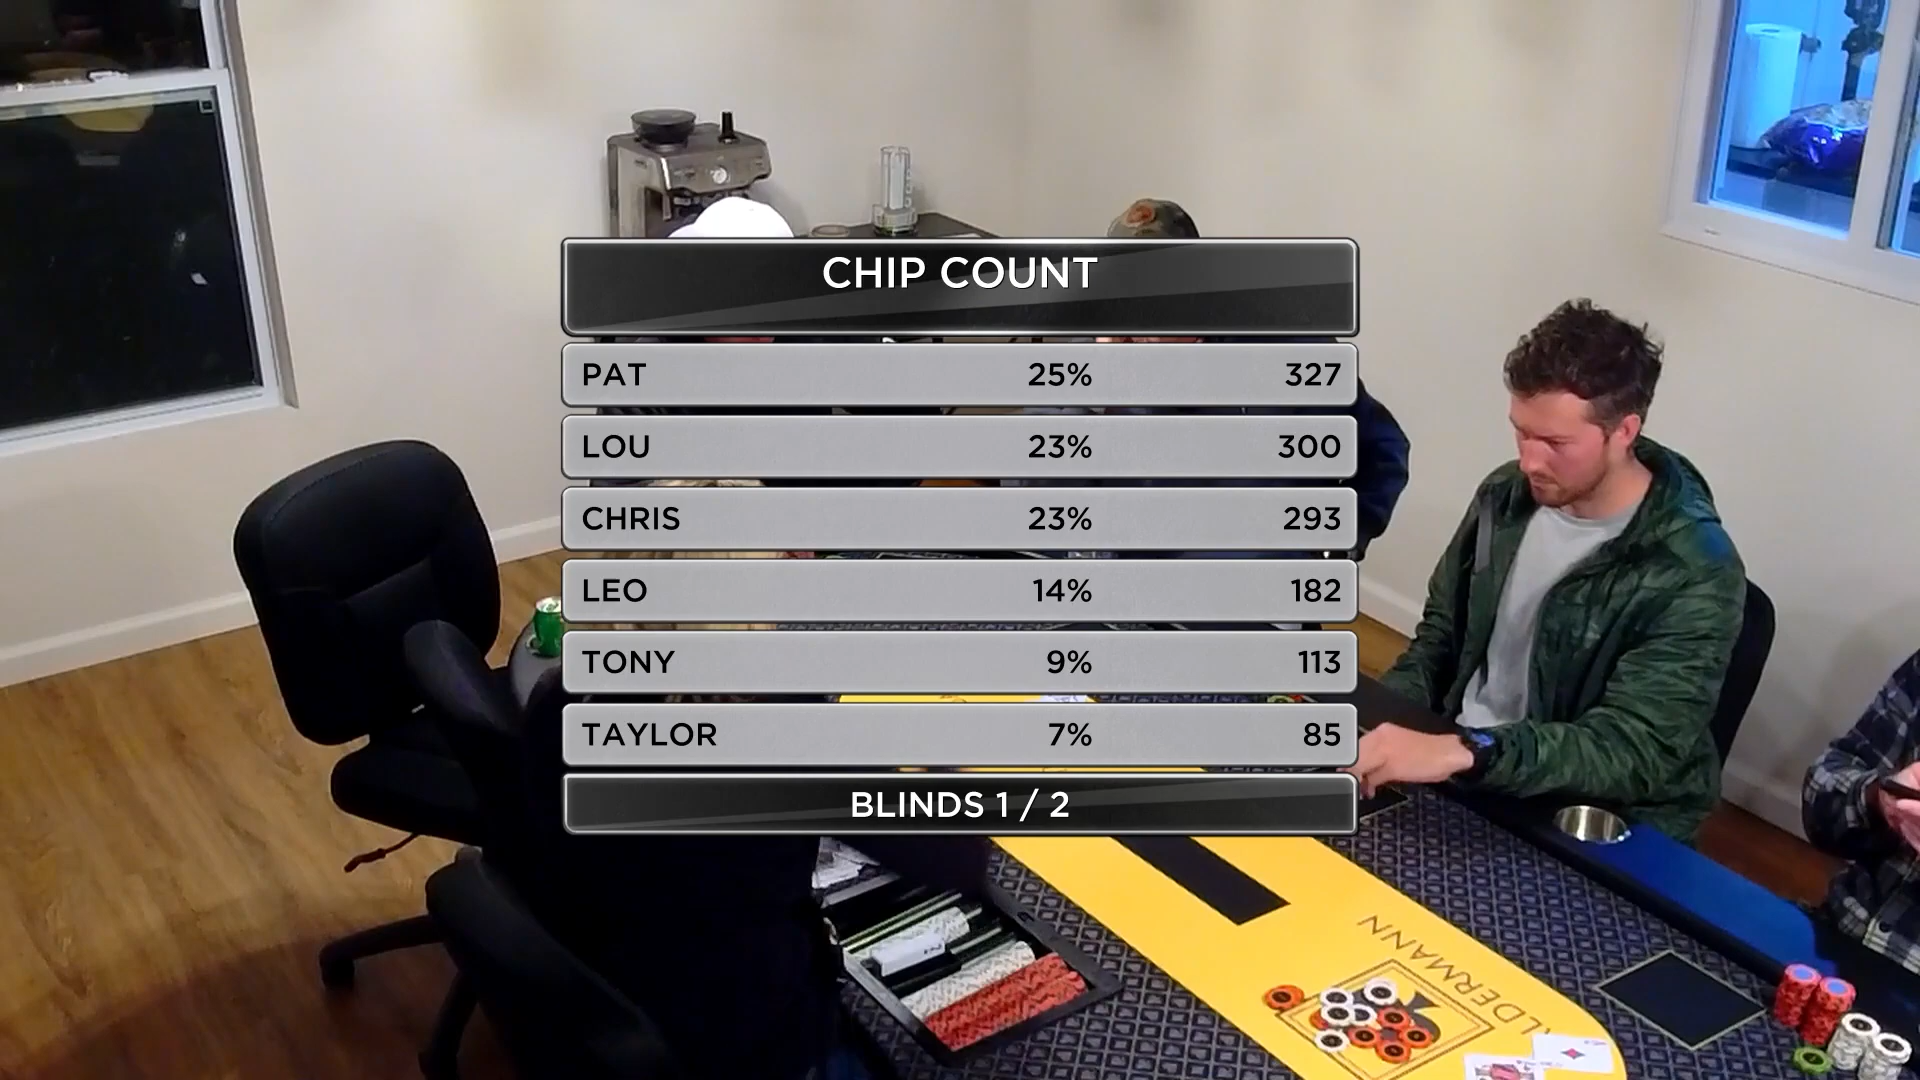 CHIP COUNT
PAT 25% 327
LOU 23% 300
CHRIS 23% 293
LEO 14% 182
TONY 9% 113
TAYLOR 7% 85
BLINDS 1 / 2
LDERMANN